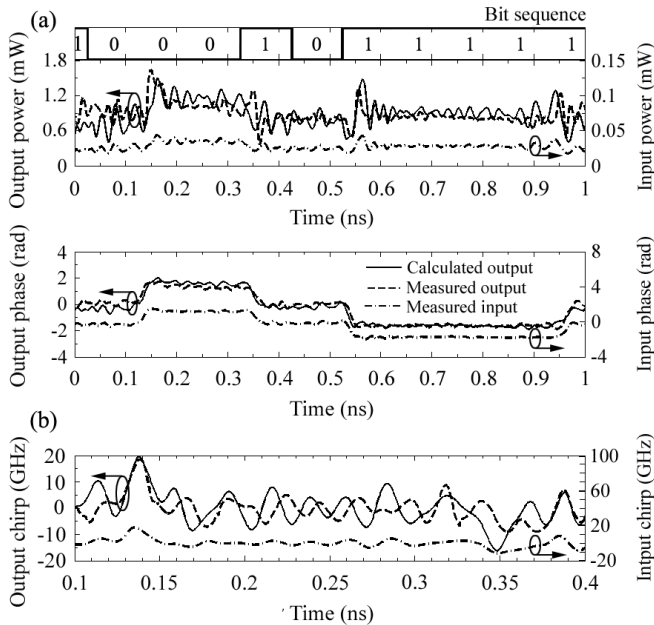 (a)
Bit sequence
1 0 0 0 1 0 1 1 1 1 1
1.8 0.15
1.2 0.1
0.6 0.05
0 0
Output power (mW)
Input power (mW)
0 0.1 0.2 0.3 0.4 0.5 0.6 0.7 0.8 0.9 1
Time (ns)
4 8
2
0 4
-2 0
-4 -4
Output phase (rad)
Input phase (rad)
Calculated output
Measured output
Measured input
0 0.1 0.2 0.3 0.4 0.5 0.6 0.7 0.8 0.9 1
Time (ns)
(b)
20 100
10 60
0
-10 20
-20 -20
Output chirp (GHz)
Intput chirp (GHz)
0.1 0.15 0.2 0.25 0.3 0.35 0.4
Time (ns)